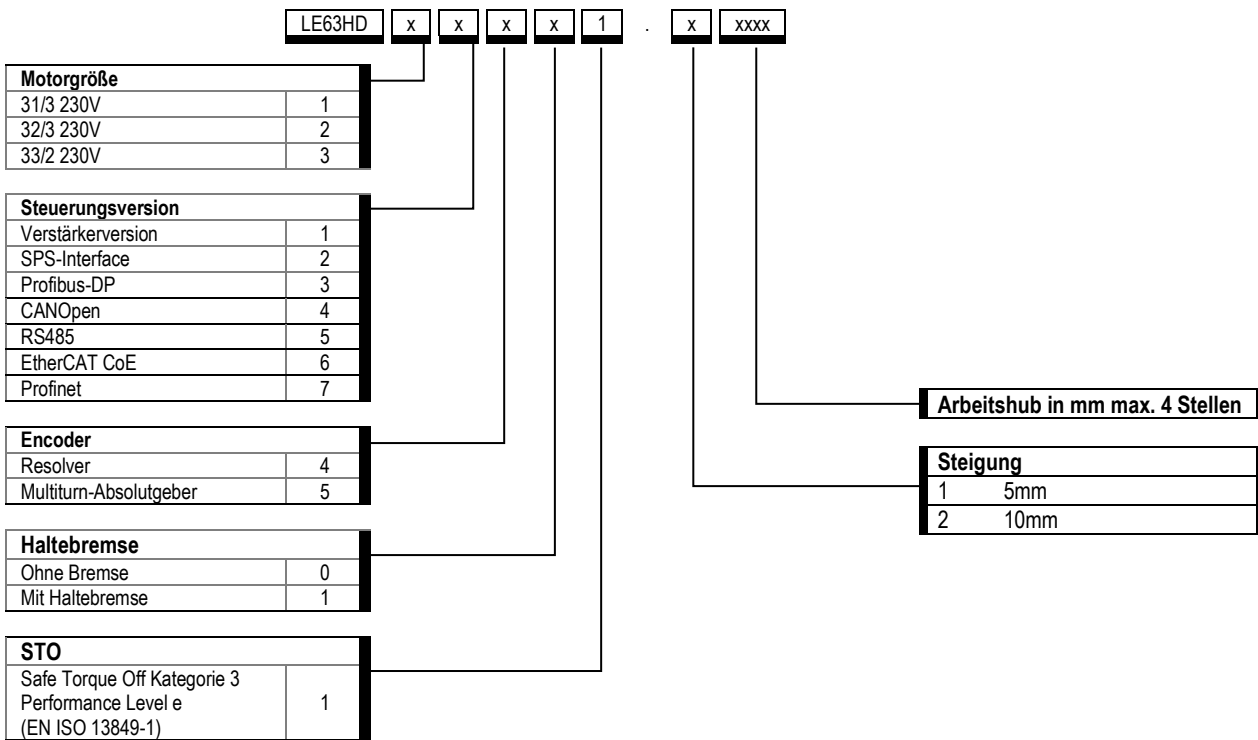 LE63HD x x x x 1 . x xxxx
Motorgröße
31/3 230V 1
32/3 230V 2
33/2 230V 3
Steuerungsversion
Verstärkerversion 1
SPS-Interface 2
Profibus-DP 3
CANOpen 4
RS485 5
EtherCAT CoE 6
Profinet 7
Encoder
Resolver 4
Multiturn-Absolutgeber 5
Haltebremse
Ohne Bremse 0
Mit Haltebremse 1
STO
Safe Torque Off Kategorie 3
Performance Level e 1
(EN ISO 13849-1)
Arbeitshub in mm max. 4 Stellen
Steigung
1 5mm
2 10mm